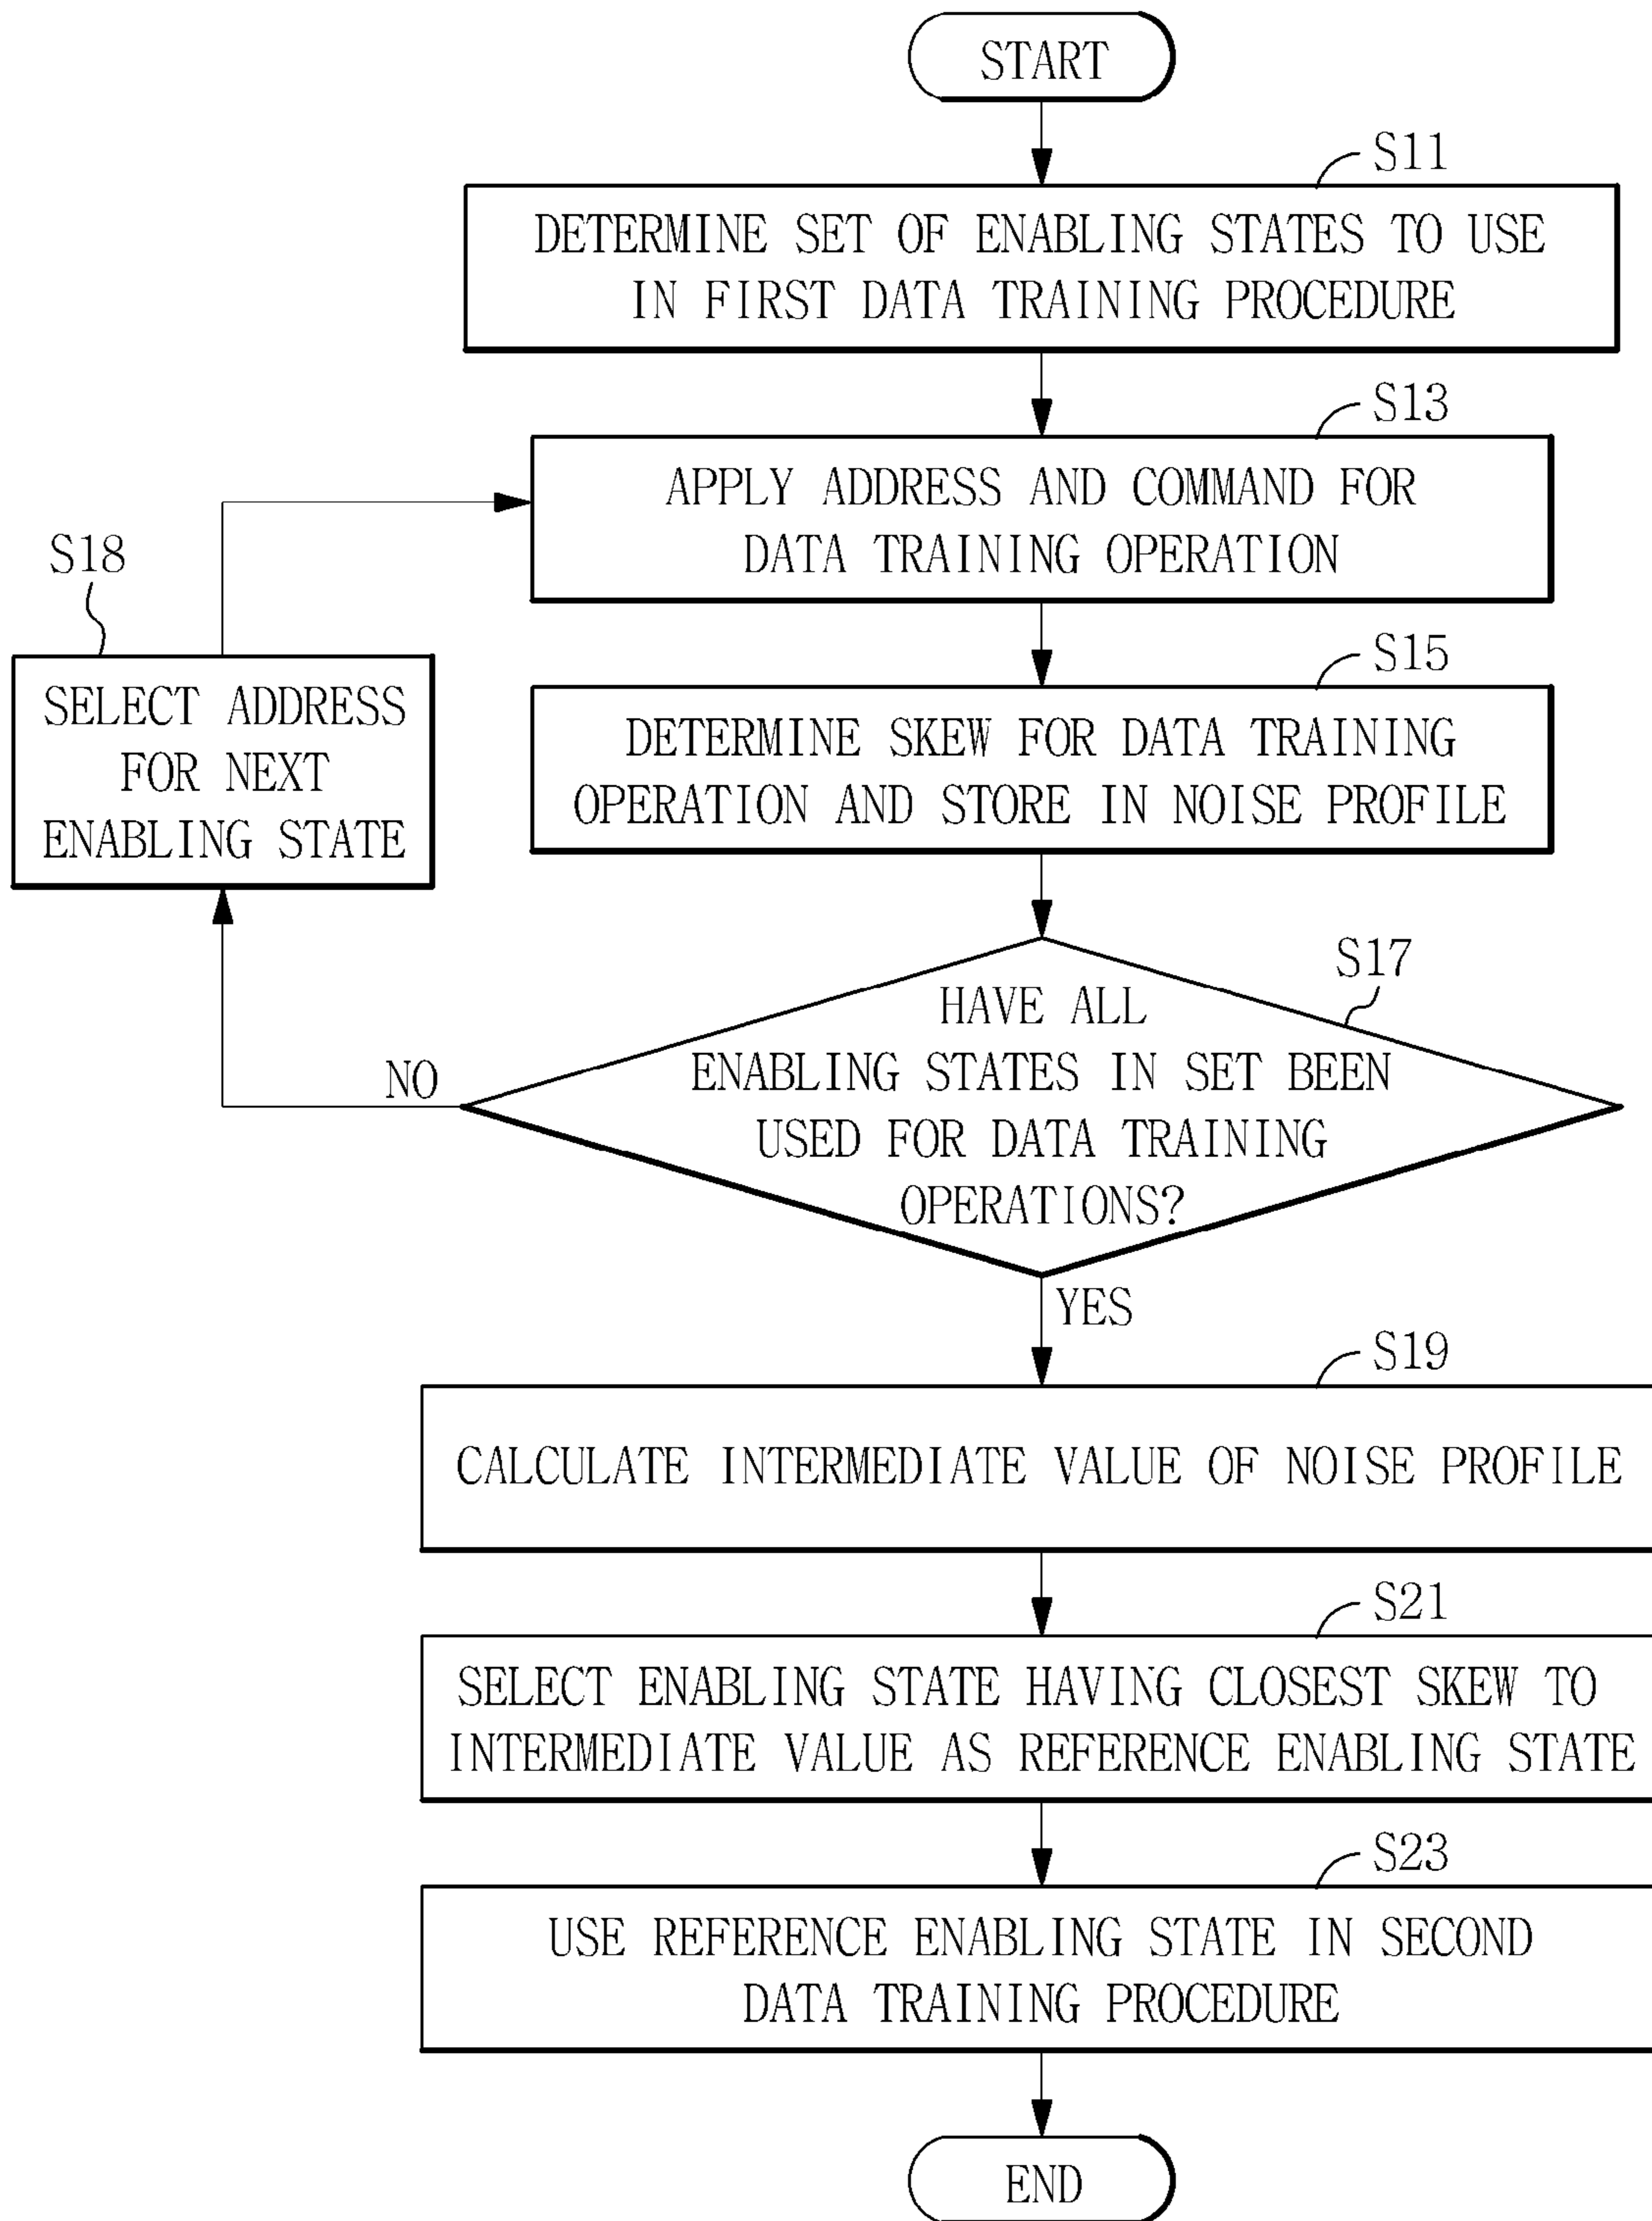 START
S11
DETERMINE SET OF ENABLING STATES TO USE
IN FIRST DATA TRAINING PROCEDURE
S13
APPLY ADDRESS AND COMMAND FOR
DATA TRAINING OPERATION
S18
SELECT ADDRESS
FOR NEXT
ENABLING STATE
S15
DETERMINE SKEW FOR DATA TRAINING
OPERATION AND STORE IN NOISE PROFILE
S17
HAVE ALL
ENABLING STATES IN SET BEEN
USED FOR DATA TRAINING
OPERATIONS?
NO
YES
S19
CALCULATE INTERMEDIATE VALUE OF NOISE PROFILE
S21
SELECT ENABLING STATE HAVING CLOSEST SKEW TO
INTERMEDIATE VALUE AS REFERENCE ENABLING STATE
S23
USE REFERENCE ENABLING STATE IN SECOND
DATA TRAINING PROCEDURE
END